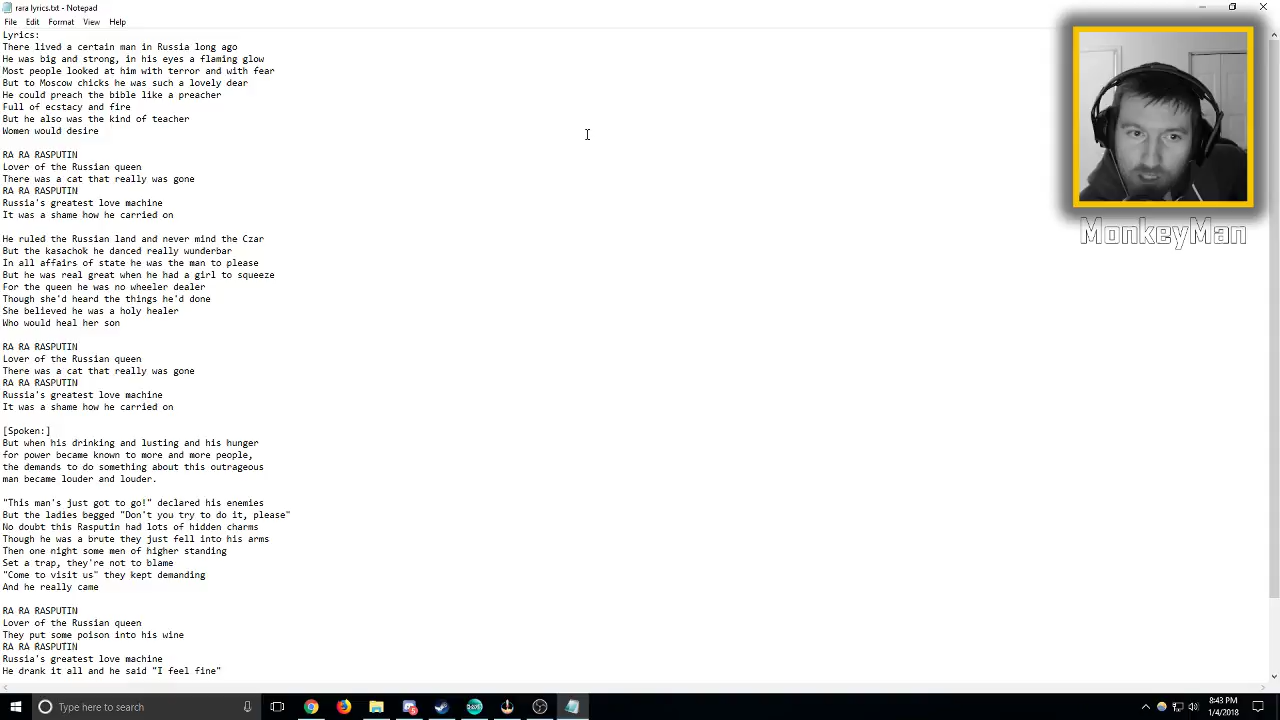 rara lyrics.txt - Notepad
File Edit Format View Help
Lyrics:
There lived a certain man in Russia long ago
He was big and strong, in his eyes a flaming glow
Most people looked at him with terror and with fear
But to Moscow chicks he was such a lovely dear
He could preach the bible like a preacher
Full of ecstacy and fire
But he also was the kind of teacher
Women would desire
RA RA RASPUTIN
Lover of the Russian queen
There was a cat that really was gone
RA RA RASPUTIN
Russia's greatest love machine
It was a shame how he carried on
He ruled the Russian land and never mind the Czar
But the kasachok he danced really wunderbar
In all affairs of state he was the man to please
But he was real great when he had a girl to squeeze
For the queen he was no wheeler dealer
Though she'd heard the things he'd done
She believed he was a holy healer
Who would heal her son
RA RA RASPUTIN
Lover of the Russian queen
There was a cat that really was gone
RA RA RASPUTIN
Russia's greatest love machine
It was a shame how he carried on
[Spoken:]
But when his drinking and lusting and his hunger
for power became known to more and more people,
the demands to do something about this outrageous
man became louder and louder.
"This man's just got to go!" declared his enemies
But the ladies begged "Don't you try to do it, please"
No doubt this Rasputin had lots of hidden charms
Though he was a brute they just fell into his arms
Then one night some men of higher standing
Set a trap, they're not to blame
"Come to visit us" they kept demanding
And he really came
RA RA RASPUTIN
Lover of the Russian queen
They put some poison into his wine
RA RA RASPUTIN
Russia's greatest love machine
He drank it all and he said "I feel fine"
MonkeyMan
Type here to search
8:43 PM
1/4/2018